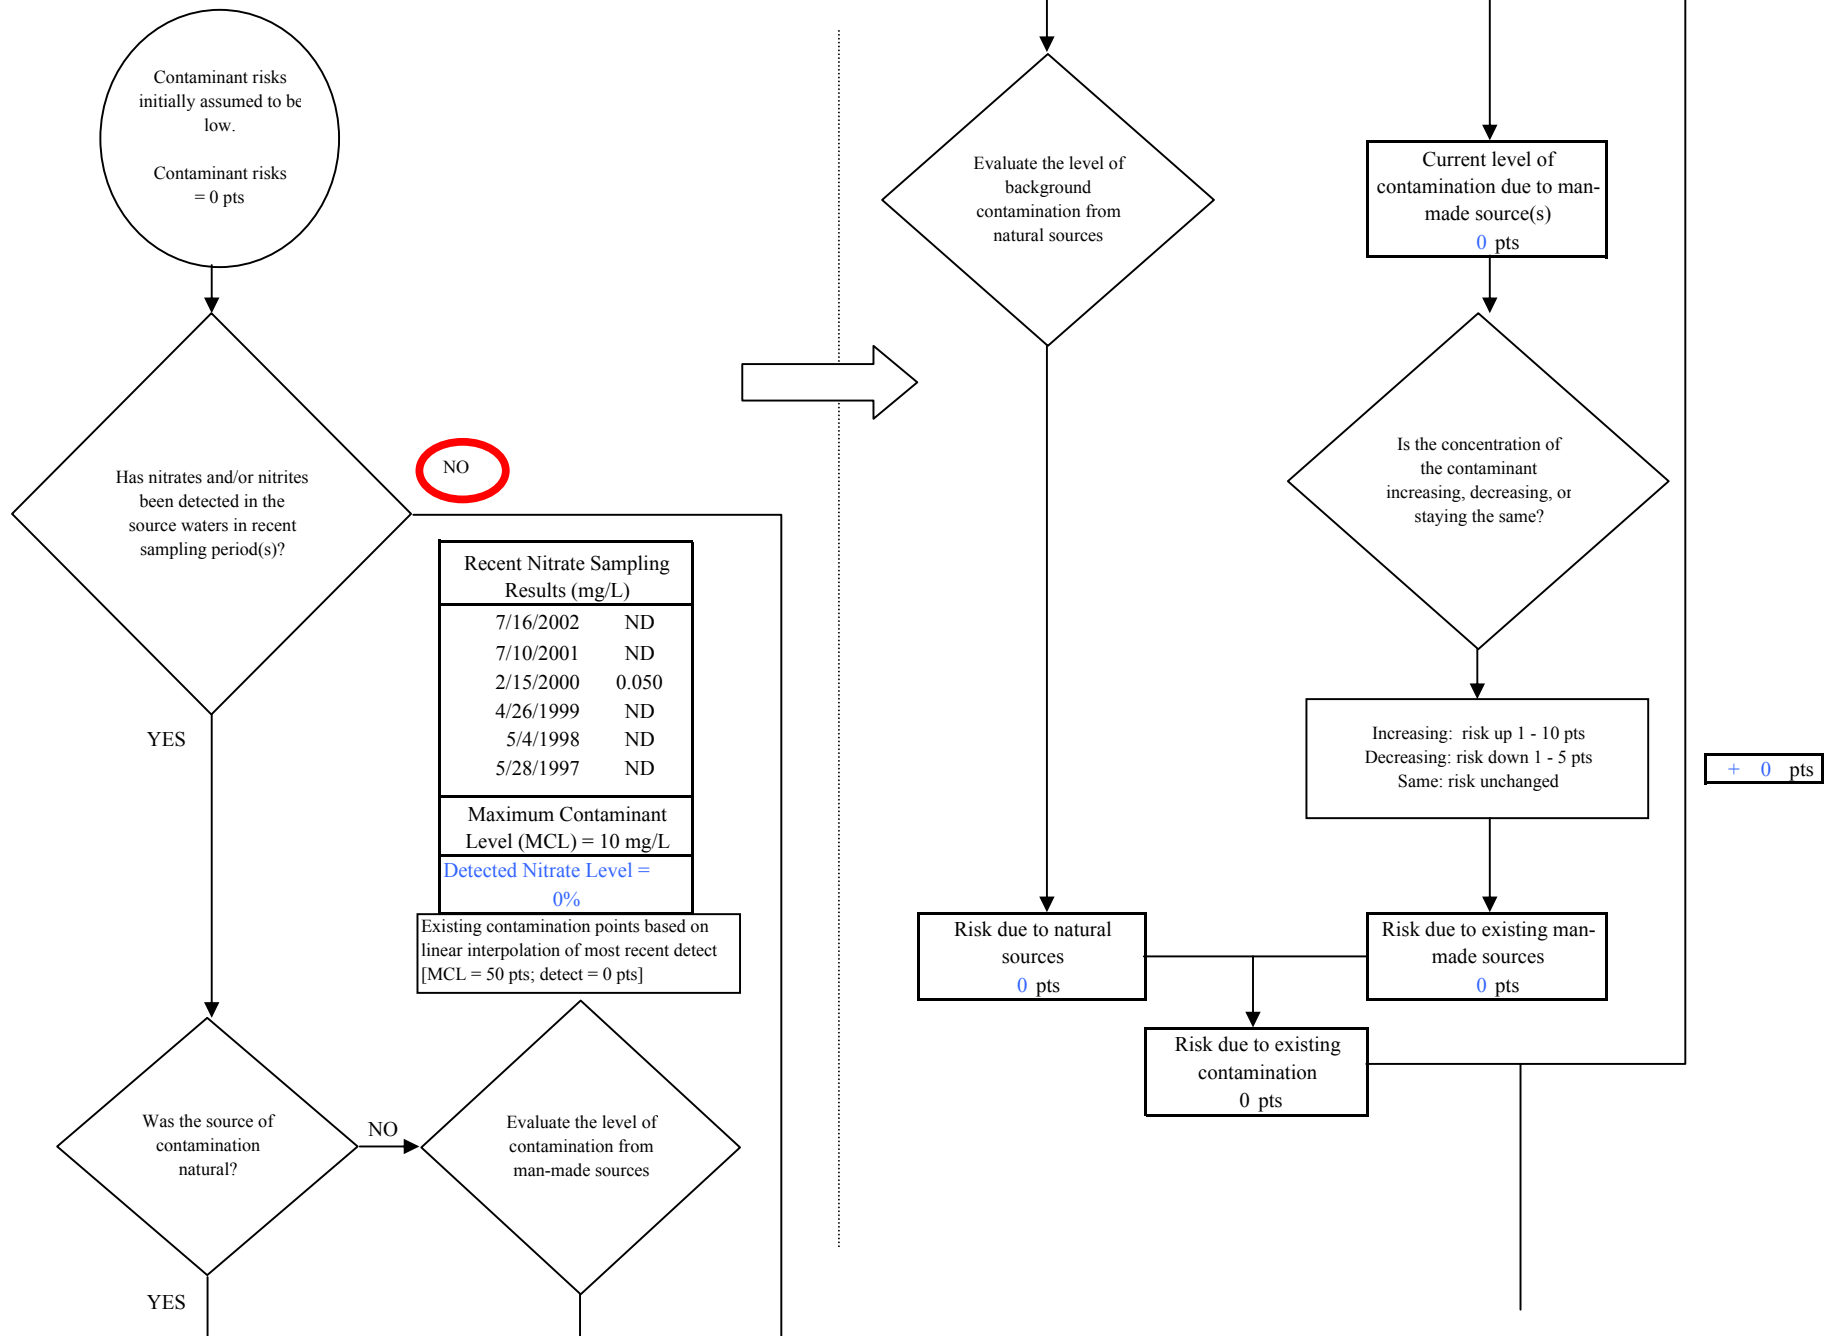 Contaminant risks
initially assumed to be
low.
Contaminant risks
= 0 pts
Has nitrates and/or nitrites
been detected in the
source waters in recent
sampling period(s)?
NO
Recent Nitrate Sampling
Results (mg/L)
7/16/2002 ND
7/10/2001 ND
2/15/2000 0.050
4/26/1999 ND
5/4/1998 ND
5/28/1997 ND
Maximum Contaminant
Level (MCL) = 10 mg/L
Detected Nitrate Level =
0%
Existing contamination points based on
linear interpolation of most recent detect
[MCL = 50 pts; detect = 0 pts]
YES
Was the source of
contamination
natural?
NO
Evaluate the level of
contamination from
man-made sources
YES
Evaluate the level of
background
contamination from
natural sources
Current level of
contamination due to man-
made source(s)
0 pts
Is the concentration of
the contaminant
increasing, decreasing, or
staying the same?
Increasing: risk up 1 - 10 pts
Decreasing: risk down 1 - 5 pts
Same: risk unchanged
+ 0 pts
Risk due to natural
sources
0 pts
Risk due to existing man-
made sources
0 pts
Risk due to existing
contamination
0 pts